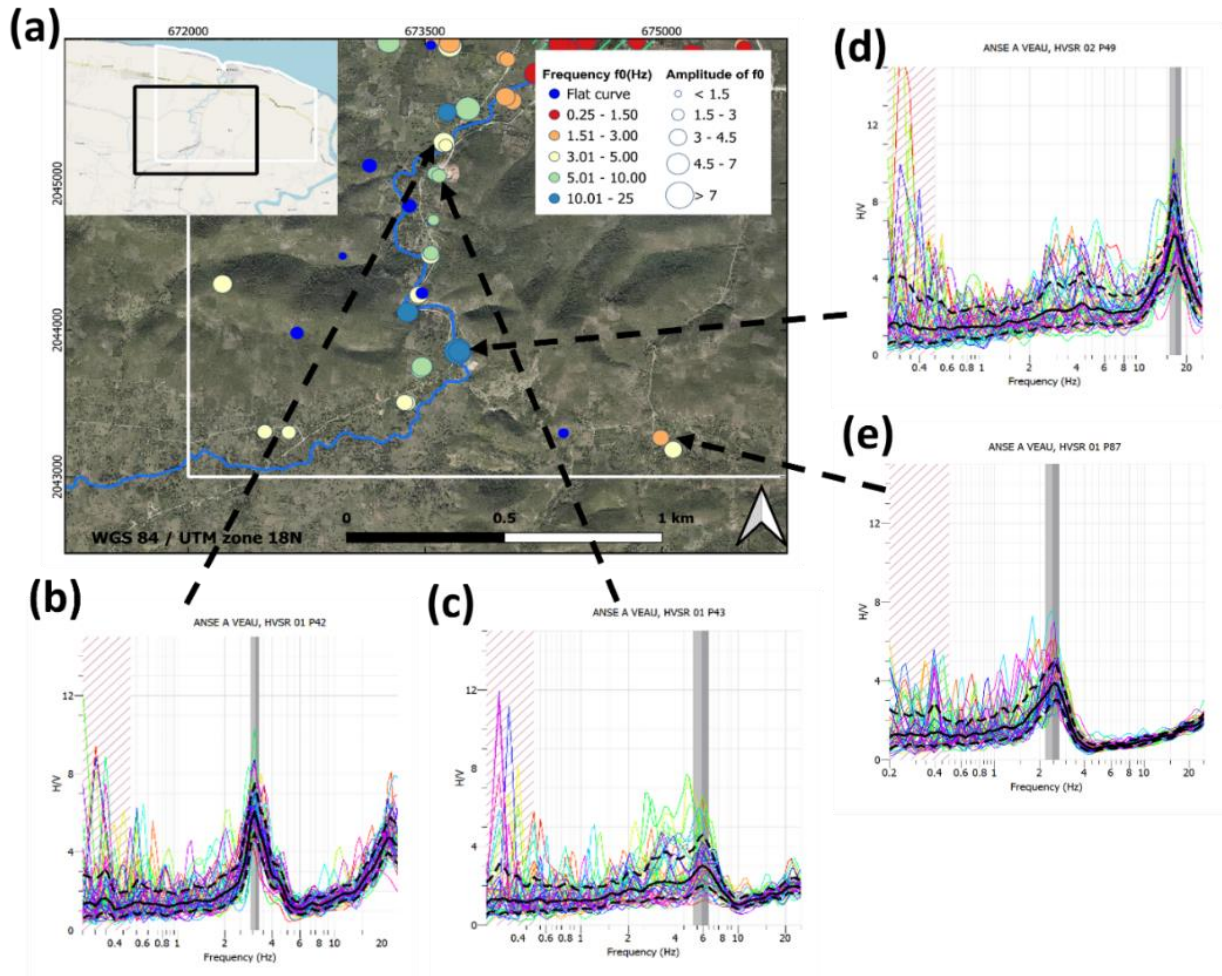 (a)
672000 673500 675000
2045000
2044000
2043000
Frequency f0(Hz)
Flat curve
0.25 - 1.50
1.51 - 3.00
3.01 - 5.00
5.01 - 10.00
10.01 - 25
Amplitude of f0
< 1.5
1.5 - 3
3 - 4.5
4.5 - 7
> 7
0 0.5 1 km
WGS 84 / UTM zone 18N
(b)
ANSE A VEAU, HVSR 01 P42
H/V
12
8
4
0
0.4 0.6 0.8 1 2 4 6 8 10 20
Frequency (Hz)
(c)
ANSE A VEAU, HVSR 01 P43
H/V
12
8
4
0
0.4 0.6 0.8 1 2 4 6 8 10 20
Frequency (Hz)
(d)
ANSE A VEAU, HVSR 02 P49
H/V
12
8
4
0
0.4 0.6 0.8 1 2 4 6 8 10 20
Frequency (Hz)
(e)
ANSE A VEAU, HVSR 01 P87
H/V
12
8
4
0
0.2 0.4 0.6 0.8 1 2 4 6 8 10 20
Frequency (Hz)